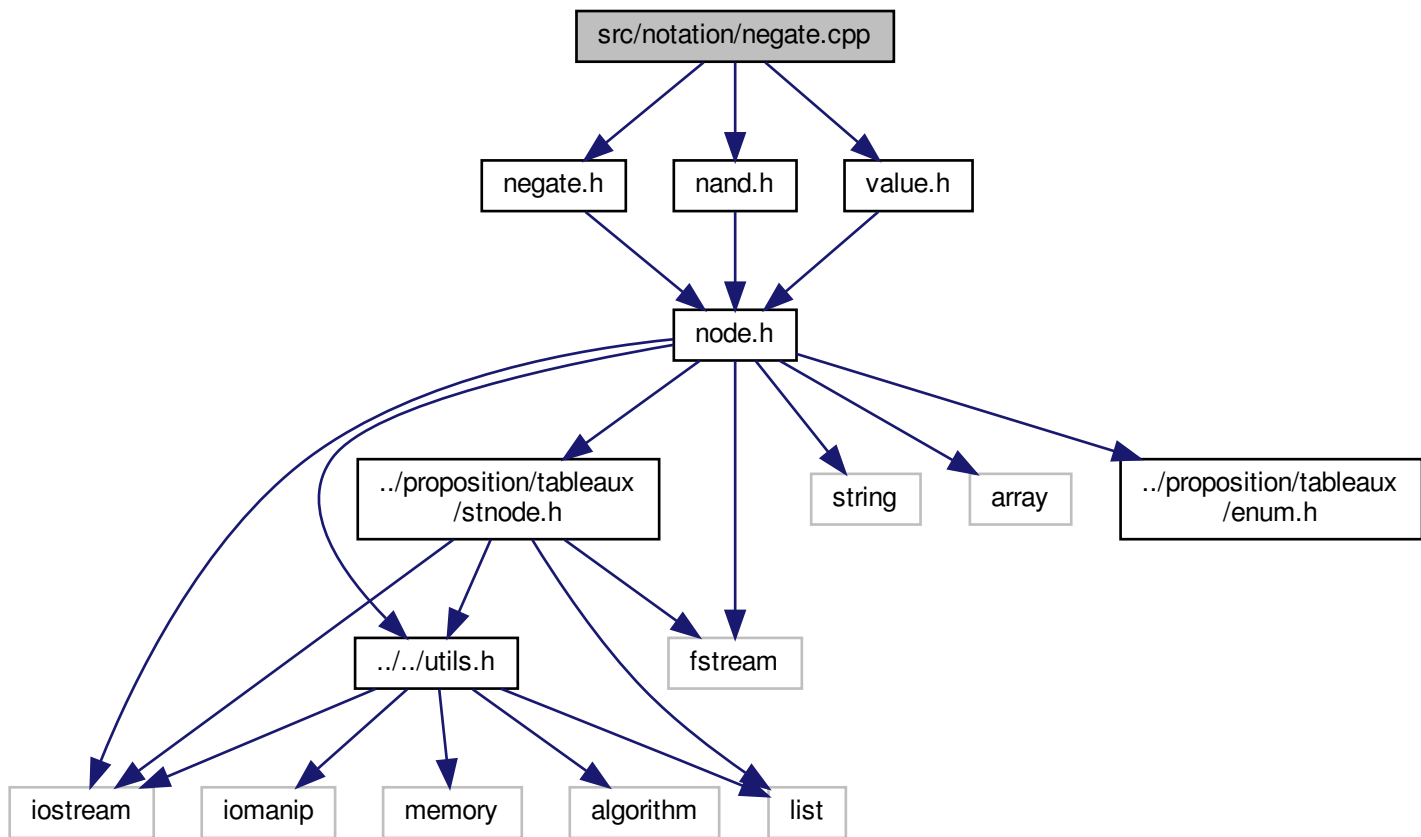 src/notation/negate.cpp
negate.h
nand.h
value.h
node.h
../proposition/tableaux
/stnode.h
string
array
../proposition/tableaux
/enum.h
../../utils.h
fstream
iostream
iomanip
memory
algorithm
list